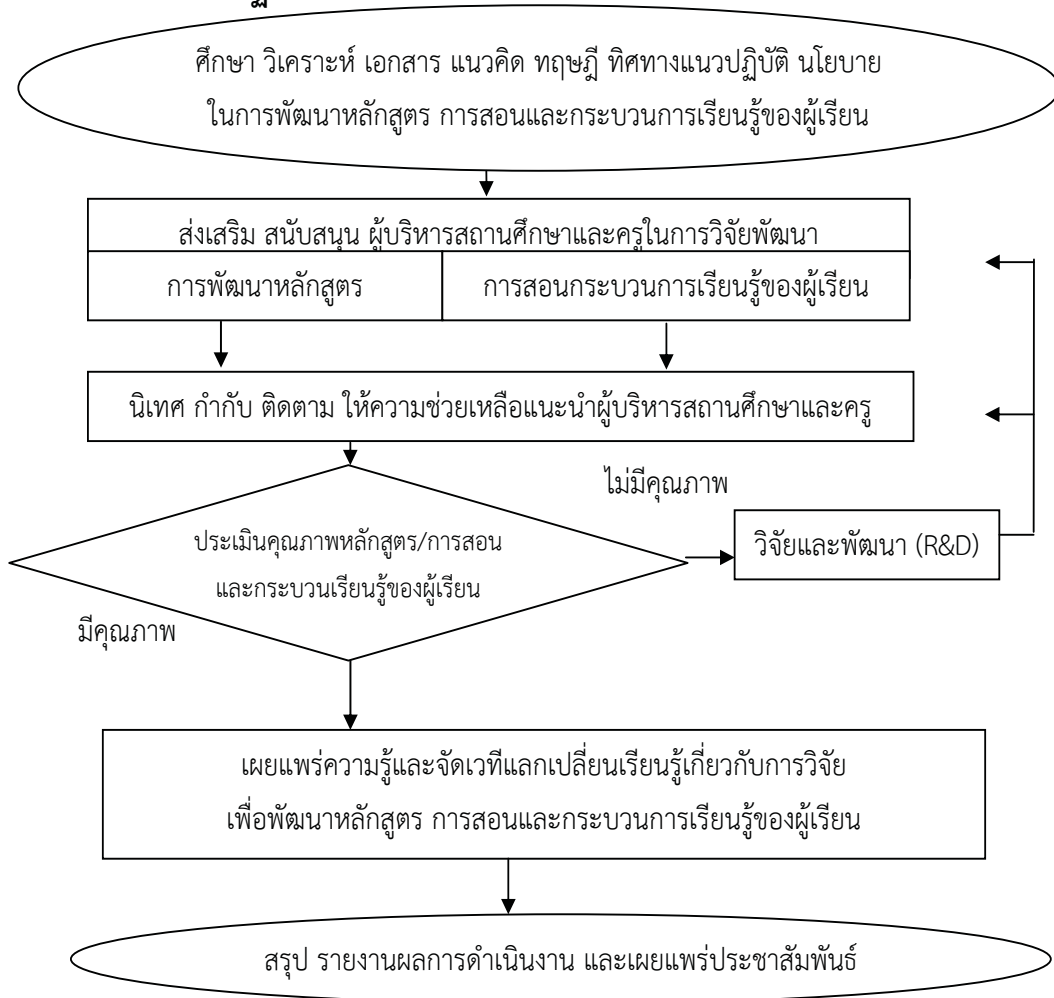 ศึกษา วิเคราะห์ เอกสาร แนวคิด ทฤษฎี ทิศทางแนวปฏิบัติ นโยบาย
ในการพัฒนาหลักสูตร การสอนและกระบวนการเรียนรู้ของผู้เรียน
ส่งเสริม สนับสนุน ผู้บริหารสถานศึกษาและครูในการวิจัยพัฒนา
การพัฒนาหลักสูตร
การสอนกระบวนการเรียนรู้ของผู้เรียน
นิเทศ กำกับ ติดตาม ให้ความช่วยเหลือแนะนำผู้บริหารสถานศึกษาและครู
ไม่มีคุณภาพ
ประเมินคุณภาพหลักสูตร/การสอน
และกระบวนเรียนรู้ของผู้เรียน
วิจัยและพัฒนา (R&D)
มีคุณภาพ
เผยแพร่ความรู้และจัดเวทีแลกเปลี่ยนเรียนรู้เกี่ยวกับการวิจัย
เพื่อพัฒนาหลักสูตร การสอนและกระบวนการเรียนรู้ของผู้เรียน
สรุป รายงานผลการดำเนินงาน และเผยแพร่ประชาสัมพันธ์